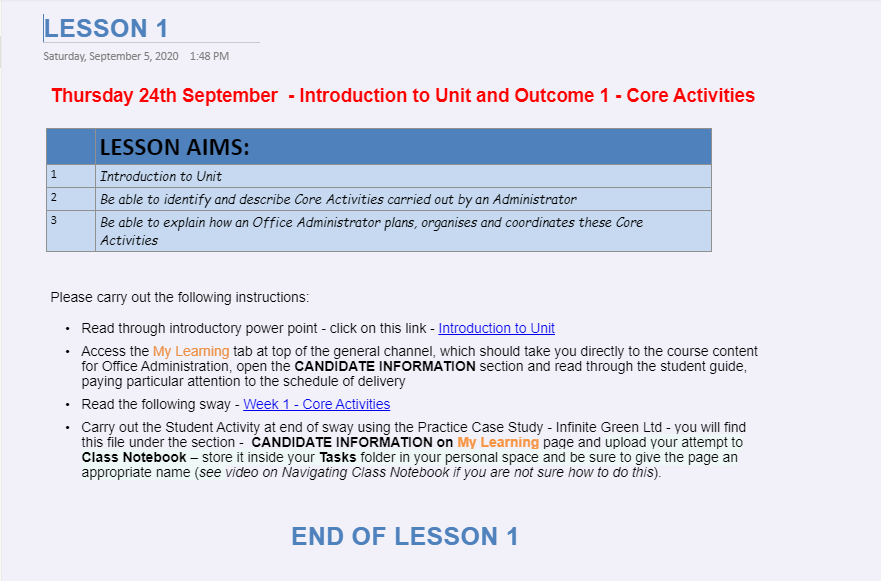 LESSON 1
Saturday, September 5, 2020 1:48 PM
Thursday 24th September - Introduction to Unit and Outcome 1 - Core Activities
LESSON AIMS:
1 Introduction to Unit
2 Be able to identify and describe Core Activities carried out by an Administrator
3 Be able to explain how an Office Administrator plans, organises and coordinates these Core
Activities
Please carry out the following instructions:
• Read through introductory power point - click on this link - Introduction to Unit
• Access the My Learning tab at top of the general channel, which should take you directly to the course content
for Office Administration, open the CANDIDATE INFORMATION section and read through the student guide,
paying particular attention to the schedule of delivery
• Read the following sway - Week 1 - Core Activities
• Carry out the Student Activity at end of sway using the Practice Case Study - Infinite Green Ltd - you will find
this file under the section - CANDIDATE INFORMATION on My Learning page and upload your attempt to
Class Notebook – store it inside your Tasks folder in your personal space and be sure to give the page an
appropriate name (see video on Navigating Class Notebook if you are not sure how to do this).
END OF LESSON 1